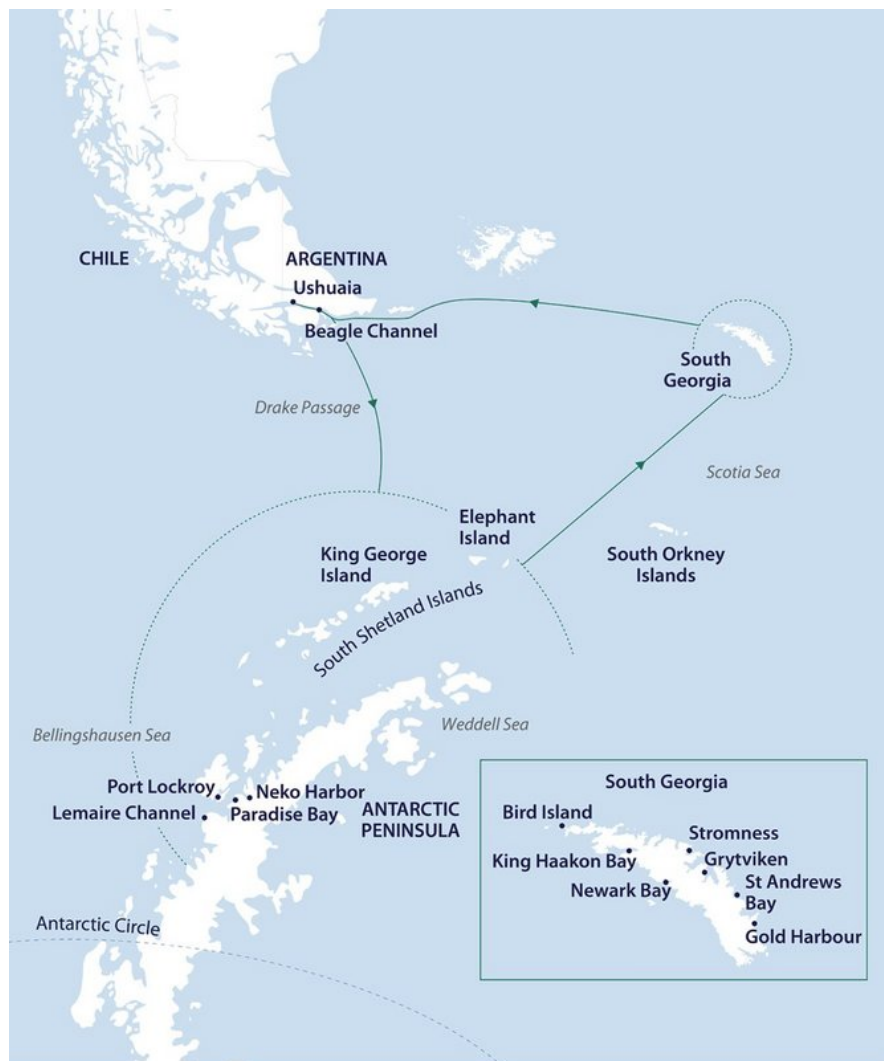 CHILE
ARGENTINA
Ushuaia
Beagle Channel
South
Georgia
Drake Passage
Scotia Sea
Elephant
Island
King George
Island
South Orkney
Islands
South Shetland Islands
Bellingshausen Sea
Weddell Sea
Port Lockroy
Neko Harbor
Lemaire Channel
Paradise Bay
ANTARCTIC
PENINSULA
Antarctic Circle
South Georgia
Bird Island
Stromness
King Haakon Bay
Grytviken
Newark Bay
St Andrews
Bay
Gold Harbour